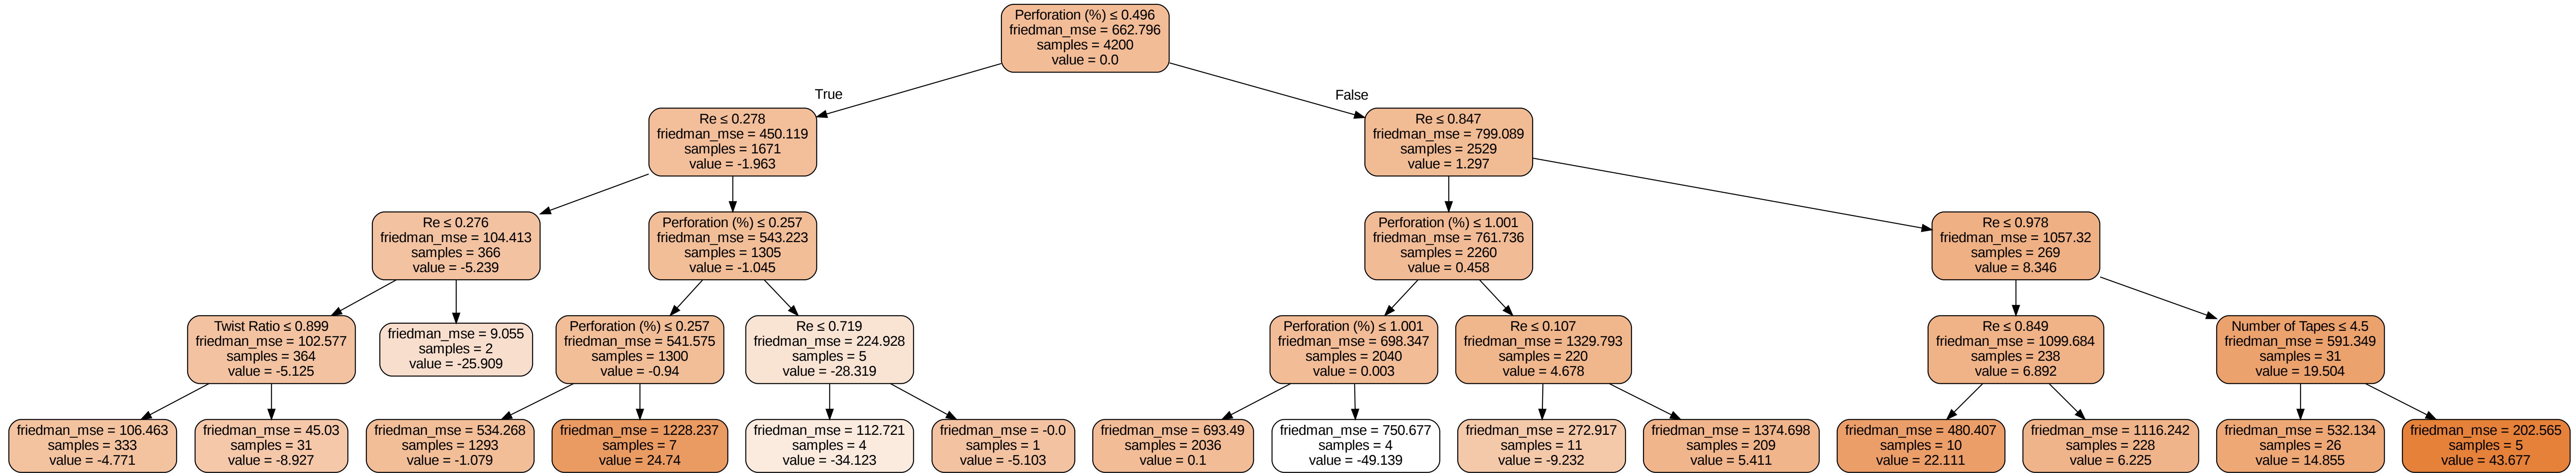 Perforation (%) ≤ 0.496
friedman_mse = 662.796
samples = 4200
value = 0.0
True
False
Re ≤ 0.278
friedman_mse = 450.119
samples = 1671
value = -1.963
Re ≤ 0.847
friedman_mse = 799.089
samples = 2529
value = 1.297
Re ≤ 0.276
friedman_mse = 104.413
samples = 366
value = -5.239
Perforation (%) ≤ 0.257
friedman_mse = 543.223
samples = 1305
value = -1.045
Perforation (%) ≤ 1.001
friedman_mse = 761.736
samples = 2260
value = 0.458
Re ≤ 0.978
friedman_mse = 1057.32
samples = 269
value = 8.346
Twist Ratio ≤ 0.899
friedman_mse = 102.577
samples = 364
value = -5.125
friedman_mse = 9.055
samples = 2
value = -25.909
Perforation (%) ≤ 0.257
friedman_mse = 541.575
samples = 1300
value = -0.94
Re ≤ 0.719
friedman_mse = 224.928
samples = 5
value = -28.319
Perforation (%) ≤ 1.001
friedman_mse = 698.347
samples = 2040
value = 0.003
Re ≤ 0.107
friedman_mse = 1329.793
samples = 220
value = 4.678
Re ≤ 0.849
friedman_mse = 1099.684
samples = 238
value = 6.892
Number of Tapes ≤ 4.5
friedman_mse = 591.349
samples = 31
value = 19.504
friedman_mse = 106.463
samples = 333
value = -4.771
friedman_mse = 45.03
samples = 31
value = -8.927
friedman_mse = 534.268
samples = 1293
value = -1.079
friedman_mse = 1228.237
samples = 7
value = 24.74
friedman_mse = 112.721
samples = 4
value = -34.123
friedman_mse = -0.0
samples = 1
value = -5.103
friedman_mse = 693.49
samples = 2036
value = 0.1
friedman_mse = 750.677
samples = 4
value = -49.139
friedman_mse = 272.917
samples = 11
value = -9.232
friedman_mse = 1374.698
samples = 209
value = 5.411
friedman_mse = 480.407
samples = 10
value = 22.111
friedman_mse = 1116.242
samples = 228
value = 6.225
friedman_mse = 532.134
samples = 26
value = 14.855
friedman_mse = 202.565
samples = 5
value = 43.677